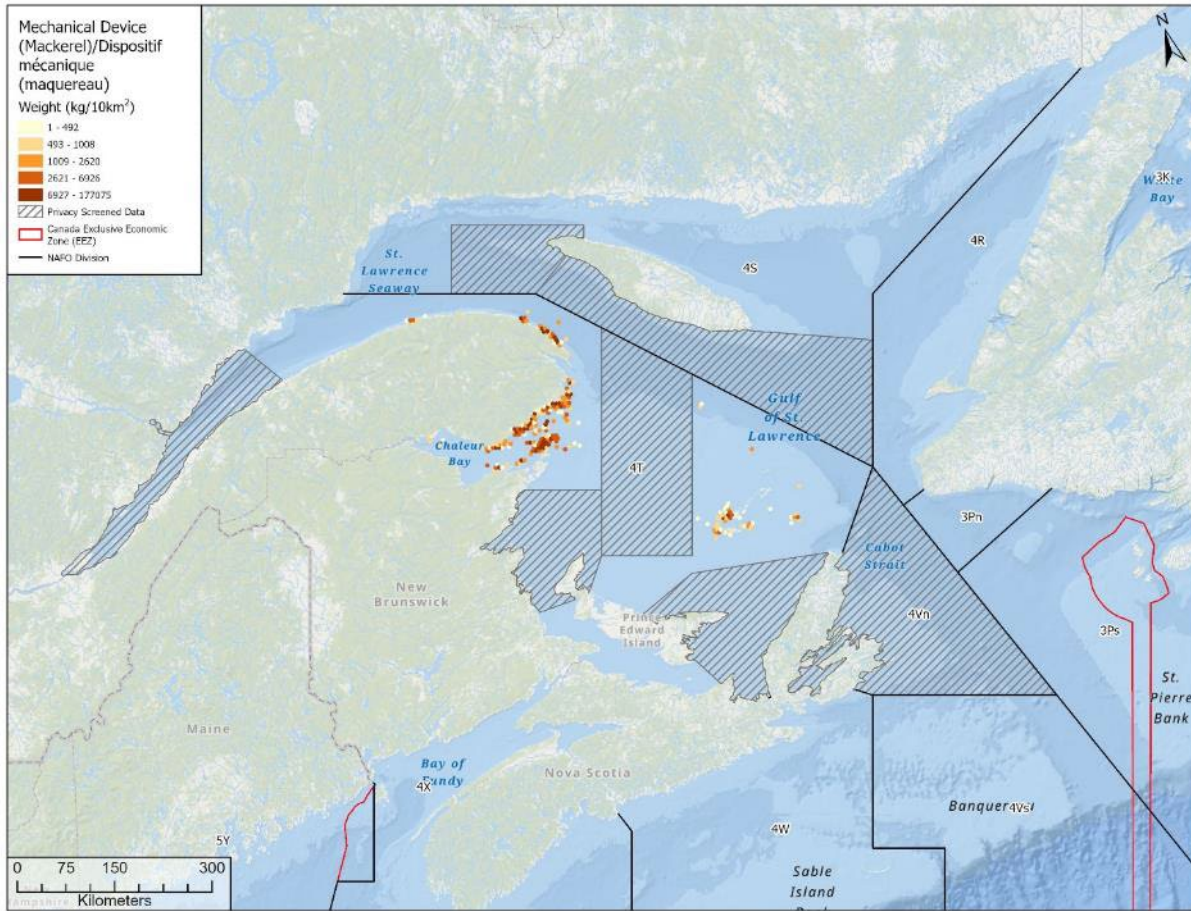 Mechanical Device
(Mackerel)/Dispositif
mécanique
(maquereau)
Weight (kg/10km²)
1 - 492
493 - 1008
1009 - 2620
2621 - 6926
6927 - 177075
Privacy Screened Data
Canada Exclusive Economic
Zone (EEZ)
NAFO Division
N
3K
White
Bay
4R
4S
St.
Lawrence
Seaway
Gulf
of St
Lawrence
Chaleur
Bay
4T
3Pn
Cabot
Strait
New
Brunswick
4Vn
Prince
Edward
Island
3Ps
St.
Pierre
Bank
Maine
Bay of
Fundy
4X
Nova Scotia
Banquereau
4Vs
5Y
4W
Sable
Island
0 75 150 300
Kilometers